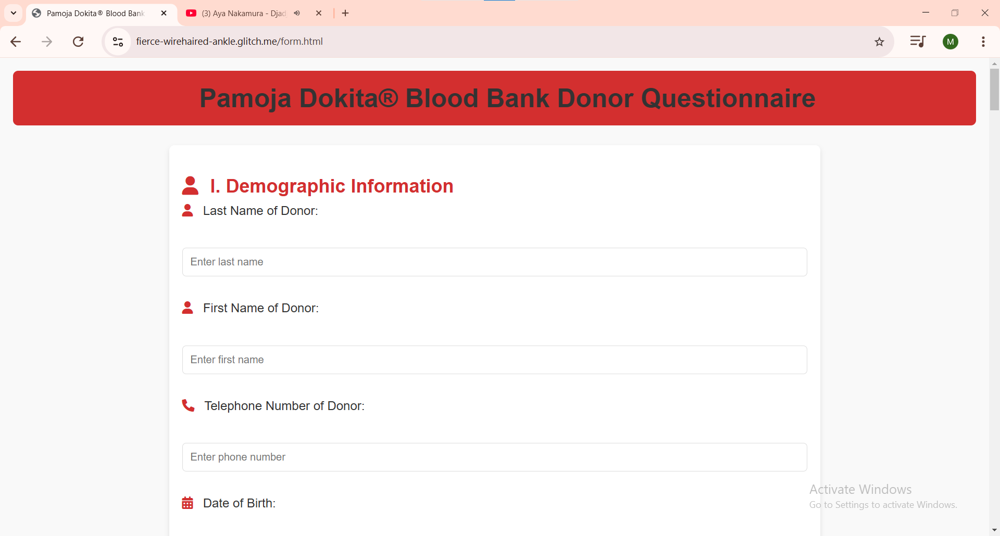 Pamoja Dokita® Blood Bank
(3) Aya Nakamura - Djad
fierce-wirehaired-ankle.glitch.me/form.html
M
Pamoja Dokita® Blood Bank Donor Questionnaire
I. Demographic Information
Last Name of Donor:
Enter last name
First Name of Donor:
Enter first name
Telephone Number of Donor:
Enter phone number
Date of Birth:
Activate Windows
Go to Settings to activate Windows.